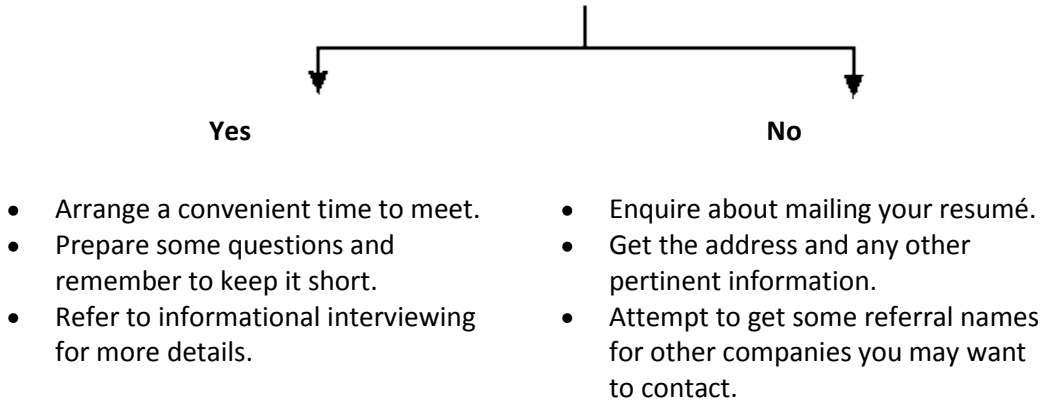 Yes
No
• Arrange a convenient time to meet.
• Prepare some questions and
remember to keep it short.
• Refer to informational interviewing
for more details.
• Enquire about mailing your resumé.
• Get the address and any other
pertinent information.
• Attempt to get some referral names
for other companies you may want
to contact.